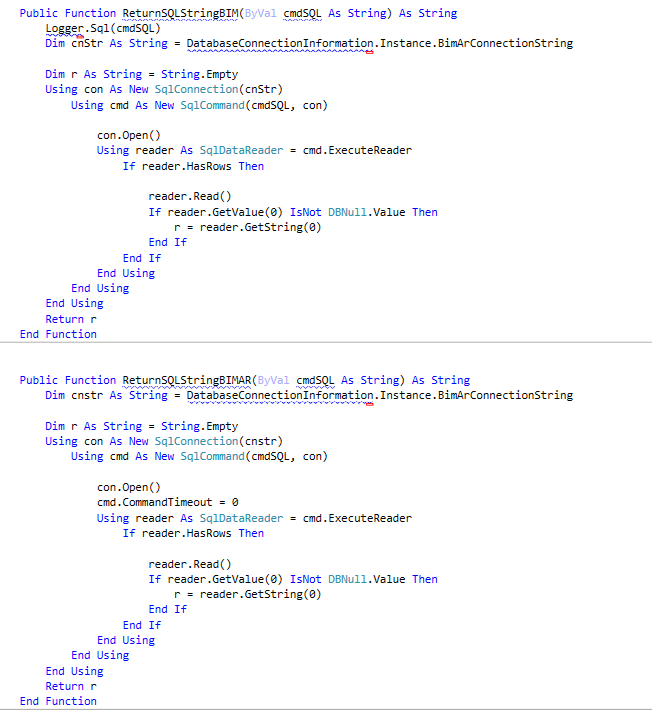 Public Function ReturnSQLStringBIM(ByVal cmdSQL As String) As String
Logger.Sql(cmdSQL)
Dim cnStr As String = DatabaseConnectionInformation.Instance.BimArConnectionString
Dim r As String = String.Empty
Using con As New SqlConnection(cnStr)
Using cmd As New SqlCommand(cmdSQL, con)
con.Open()
Using reader As SqlDataReader = cmd.ExecuteReader
If reader.HasRows Then
reader.Read()
If reader.GetValue(0) IsNot DBNull.Value Then
r = reader.GetString(0)
End If
End If
End Using
End Using
End Using
Return r
End Function
Public Function ReturnSQLStringBIMAR(ByVal cmdSQL As String) As String
Dim cnstr As String = DatabaseConnectionInformation.Instance.BimArConnectionString
Dim r As String = String.Empty
Using con As New SqlConnection(cnstr)
Using cmd As New SqlCommand(cmdSQL, con)
con.Open()
cmd.CommandTimeout = 0
Using reader As SqlDataReader = cmd.ExecuteReader
If reader.HasRows Then
reader.Read()
If reader.GetValue(0) IsNot DBNull.Value Then
r = reader.GetString(0)
End If
End If
End Using
End Using
End Using
Return r
End Function